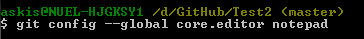 askis@NUEL-HJGKSY1 /d/GitHub/Test2 (master)
$ git config --global core.editor notepad